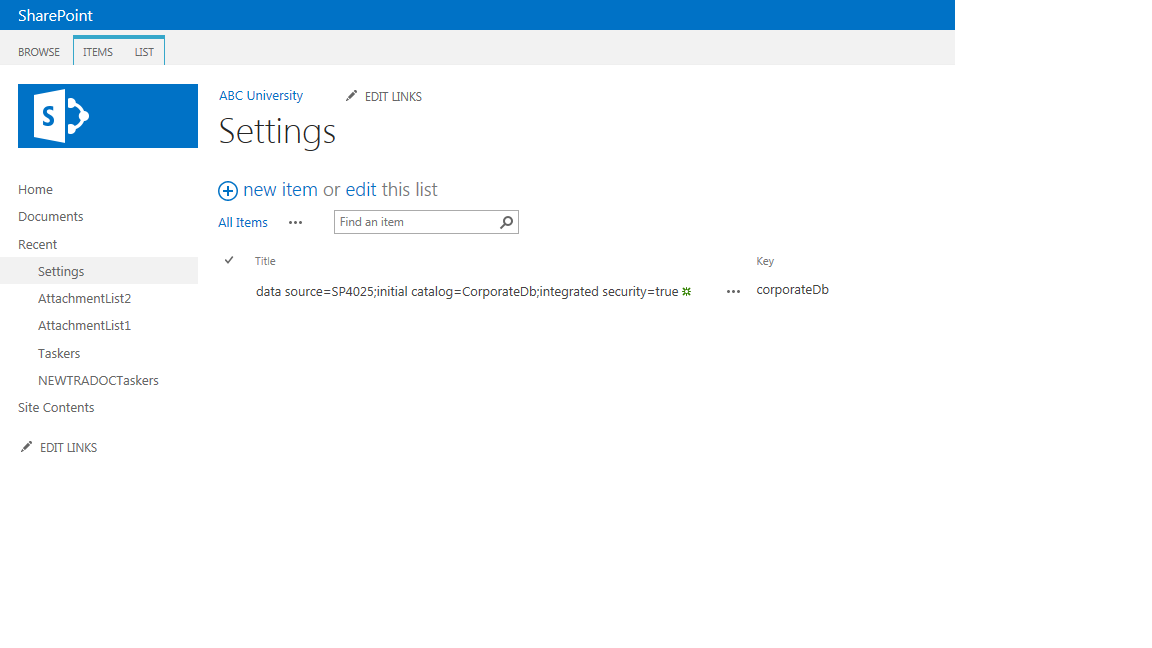 SharePoint
BROWSE ITEMS LIST
S
ABC University EDIT LINKS
Settings
Home
Documents
Recent
Settings
AttachmentList2
AttachmentList1
Taskers
NEWTRADOCTaskers
Site Contents
EDIT LINKS
new item or edit this list
All Items ••• Find an item
Title Key
data source=SP4025;initial catalog=CorporateDb;integrated security=true ••• corporateDb